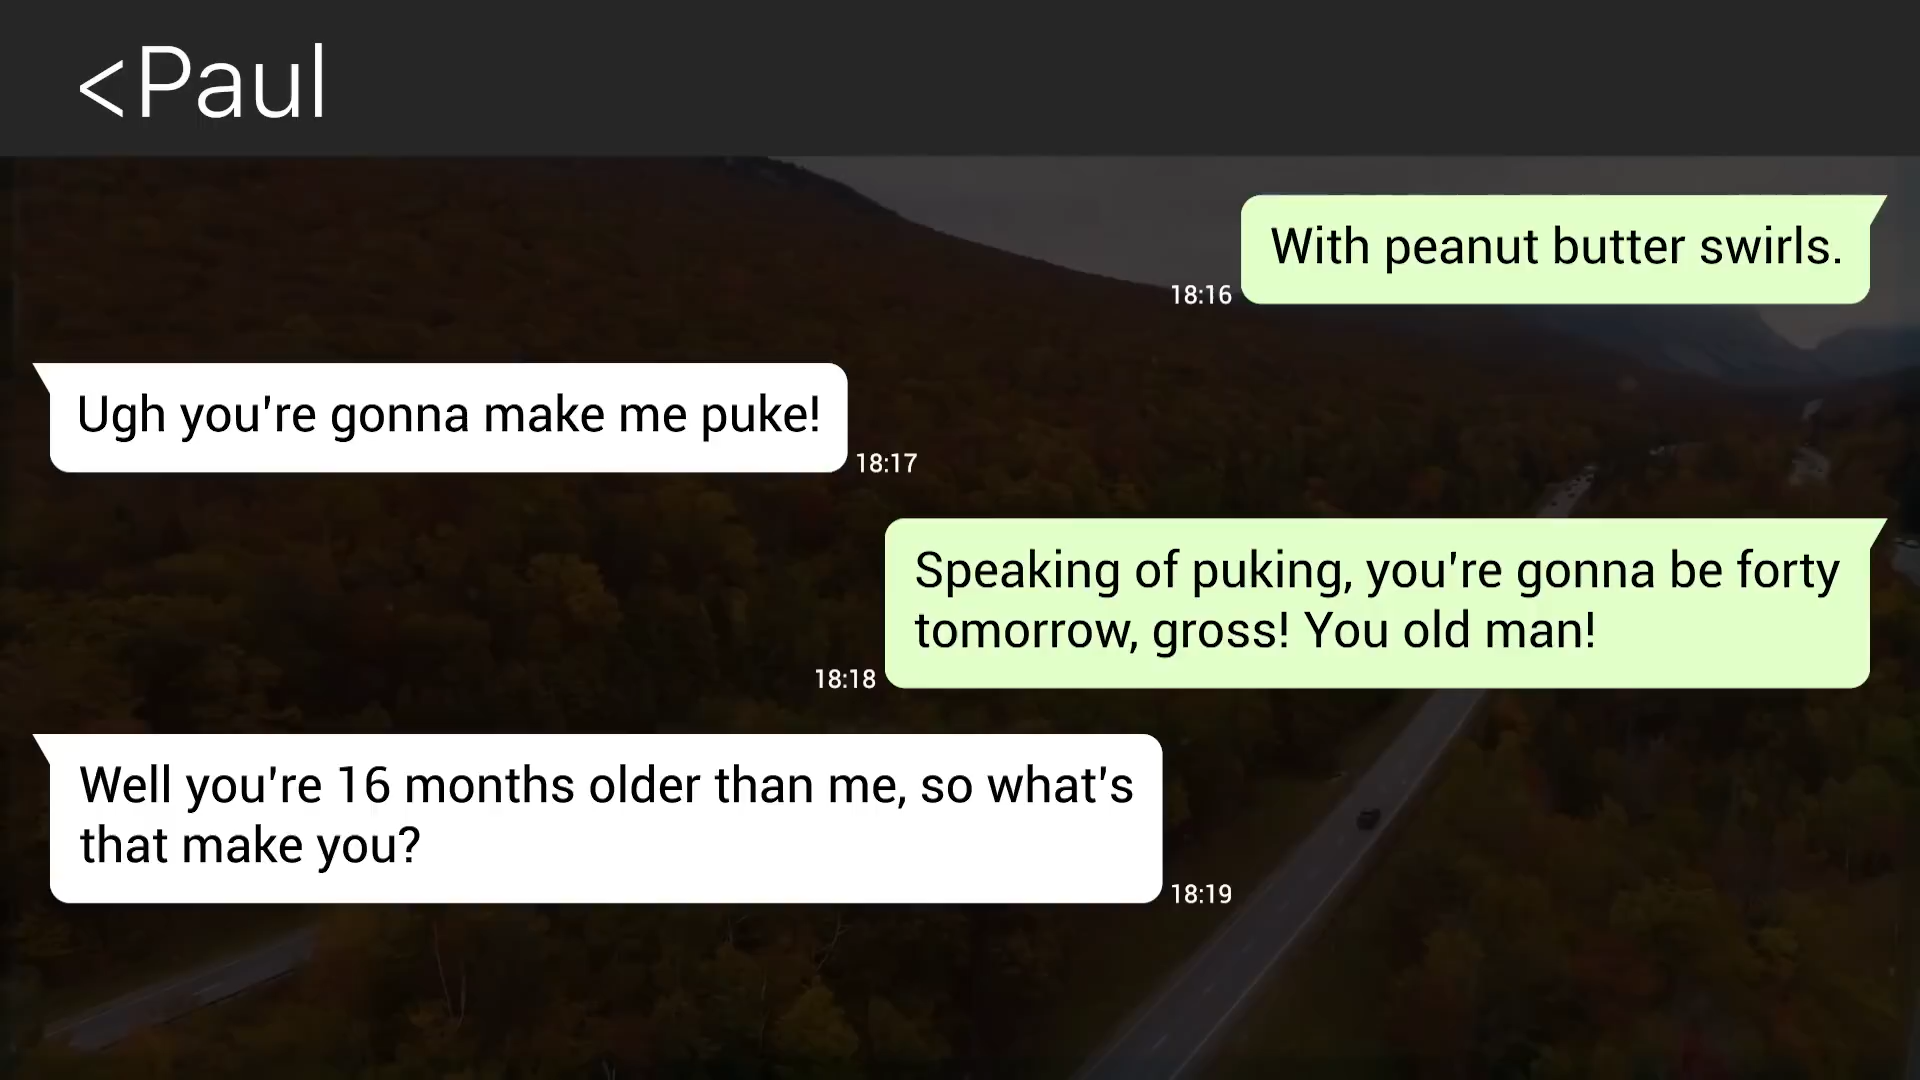 <Paul
With peanut butter swirls.
18:16
Ugh you're gonna make me puke!
18:17
Speaking of puking, you're gonna be forty
tomorrow, gross! You old man!
18:18
Well you're 16 months older than me, so what's
that make you?
18:19